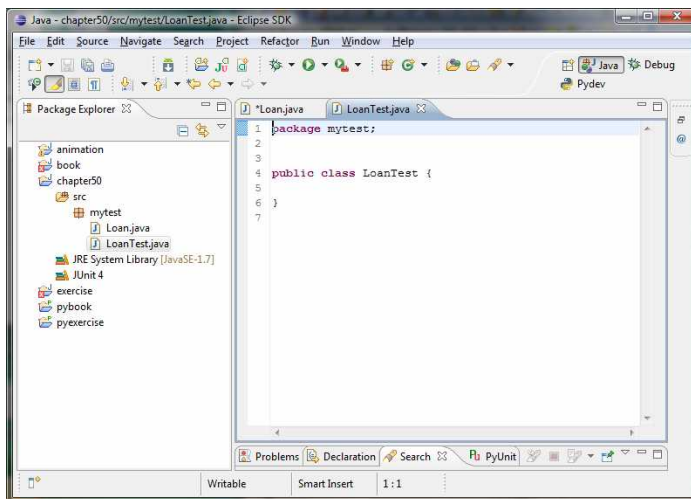 Java - chapter50/src/mytest/LoanTest.java - Eclipse SDK
File Edit Source Navigate Search Project Refactor Run Window Help
Java Debug
Pydev
Package Explorer
animation
book
chapter50
src
mytest
Loan.java
LoanTest.java
JRE System Library [JavaSE-1.7]
JUnit 4
exercise
pybook
pyexercise
*Loan.java LoanTest.java
1 package mytest;
2
3
4 public class LoanTest {
5
6 }
7
Problems Declaration Search PyUnit
Writable Smart Insert 1:1